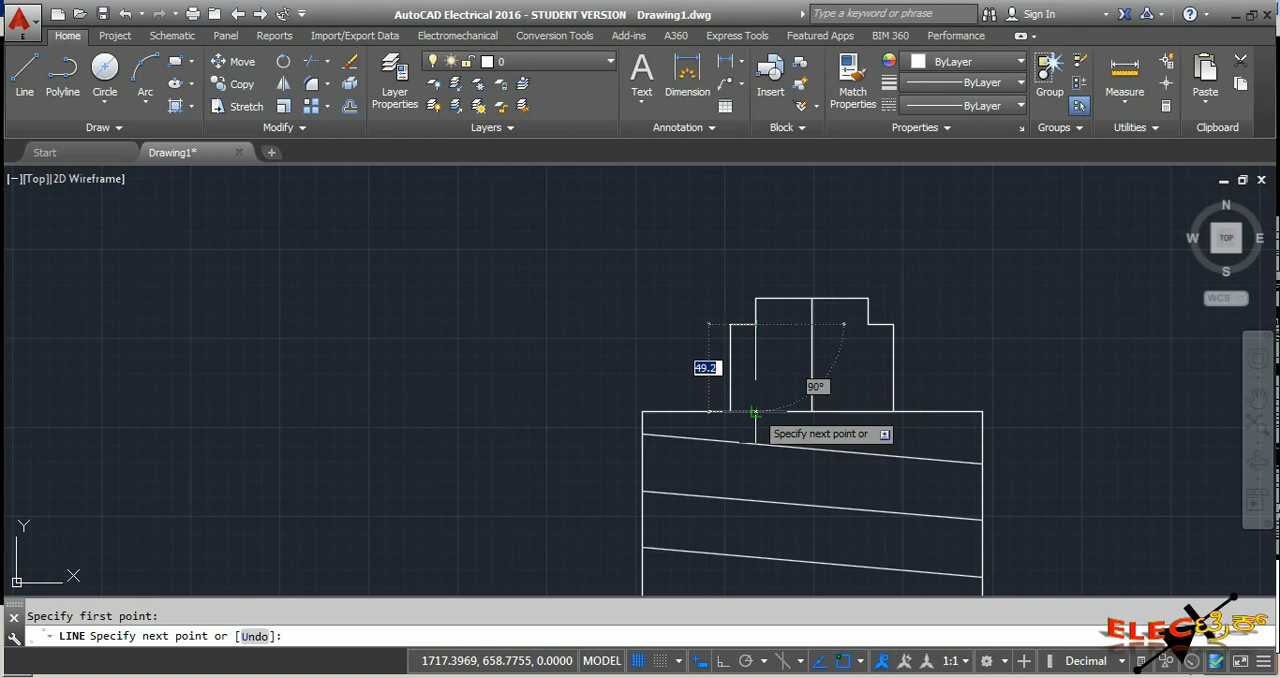 AutoCAD Electrical 2016 - STUDENT VERSION Drawing1.dwg
Type a keyword or phrase
Sign In
E
Home Project Schematic Panel Reports Import/Export Data Electromechanical Conversion Tools Add-ins A360 Express Tools Featured Apps BIM 360 Performance
Line Polyline Circle Arc
Move
Copy
Stretch
Layer
Properties
0
Text Dimension
Insert
Match
Properties
ByLayer
ByLayer
ByLayer
Group
Measure
Paste
Draw Modify Layers Annotation Block Properties Groups Utilities Clipboard
Start Drawing1*
[−][Top][2D Wireframe]
N
W TOP E
S
WCS
49.2
90°
Specify next point or
Y
X
Specify first point:
LINE Specify next point or [Undo]:
1717.3969, 658.7755, 0.0000 MODEL 1:1 Decimal